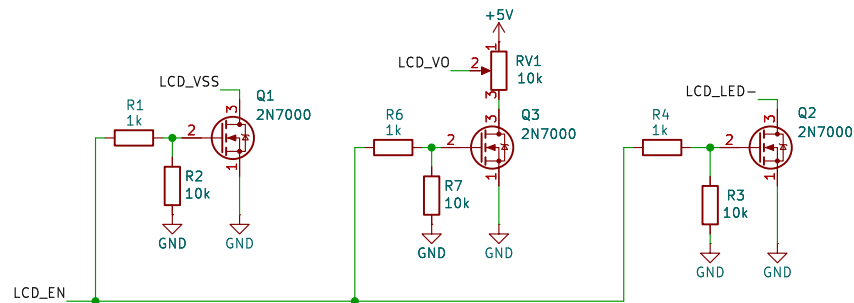 +5V
1
LCD_VO
2
RV1
10k
3
LCD_VSS
LCD_LED-
R1
1k
2
3
Q1
2N7000
1
R2
10k
GND
GND
R6
1k
2
3
Q3
2N7000
1
R7
10k
GND
GND
R4
1k
2
3
Q2
2N7000
1
R3
10k
GND
GND
LCD_EN